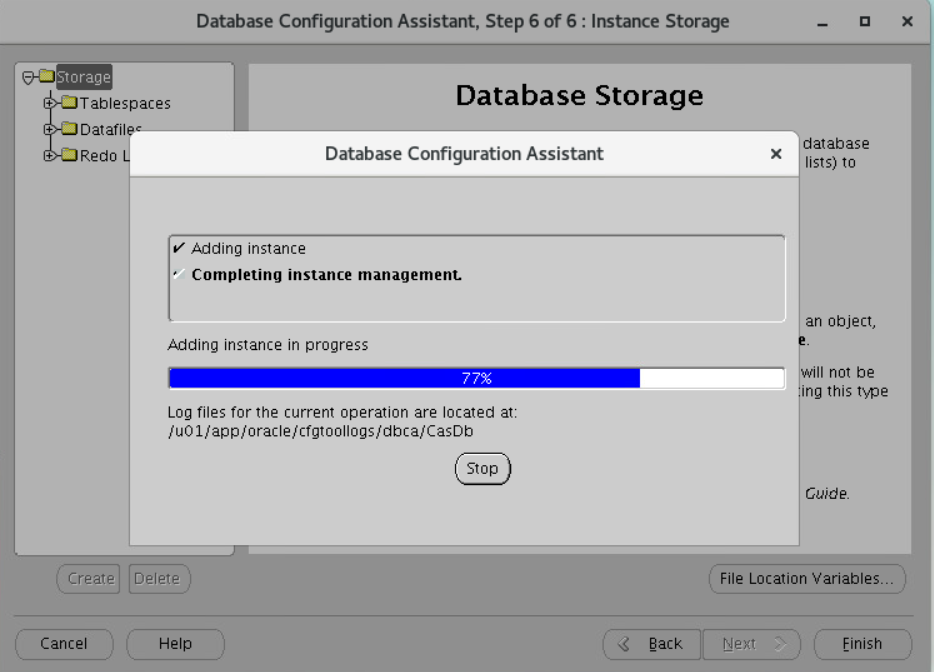 Database Configuration Assistant, Step 6 of 6 : Instance Storage
Storage
Tablespaces
Datafiles
Redo L
Database Storage
database
lists) to
Database Configuration Assistant
Adding instance
Completing instance management.
Adding instance in progress
77%
Log files for the current operation are located at:
/u01/app/oracle/cfgtoollogs/dbca/CasDb
Stop
an object,
e.
will not be
ing this type
Guide.
Create
Delete
File Location Variables...
Cancel
Help
Back
Next
Finish